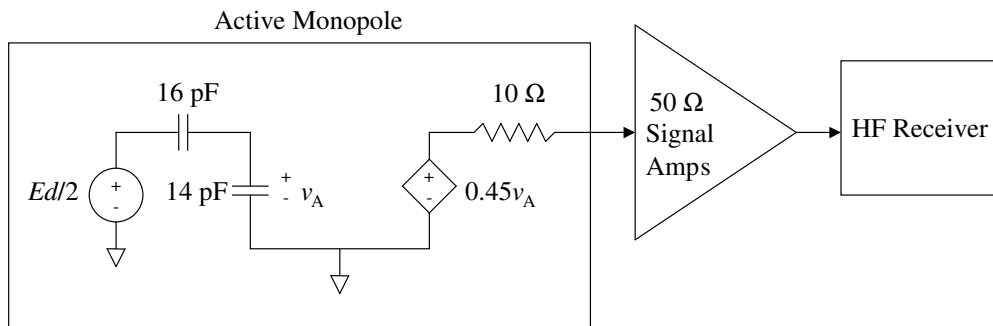 Active Monopole
16 pF
10 Ω
50 Ω
Signal
Amps
HF Receiver
Ed/2
+
-
14 pF
+
-
vA
+
-
0.45vA